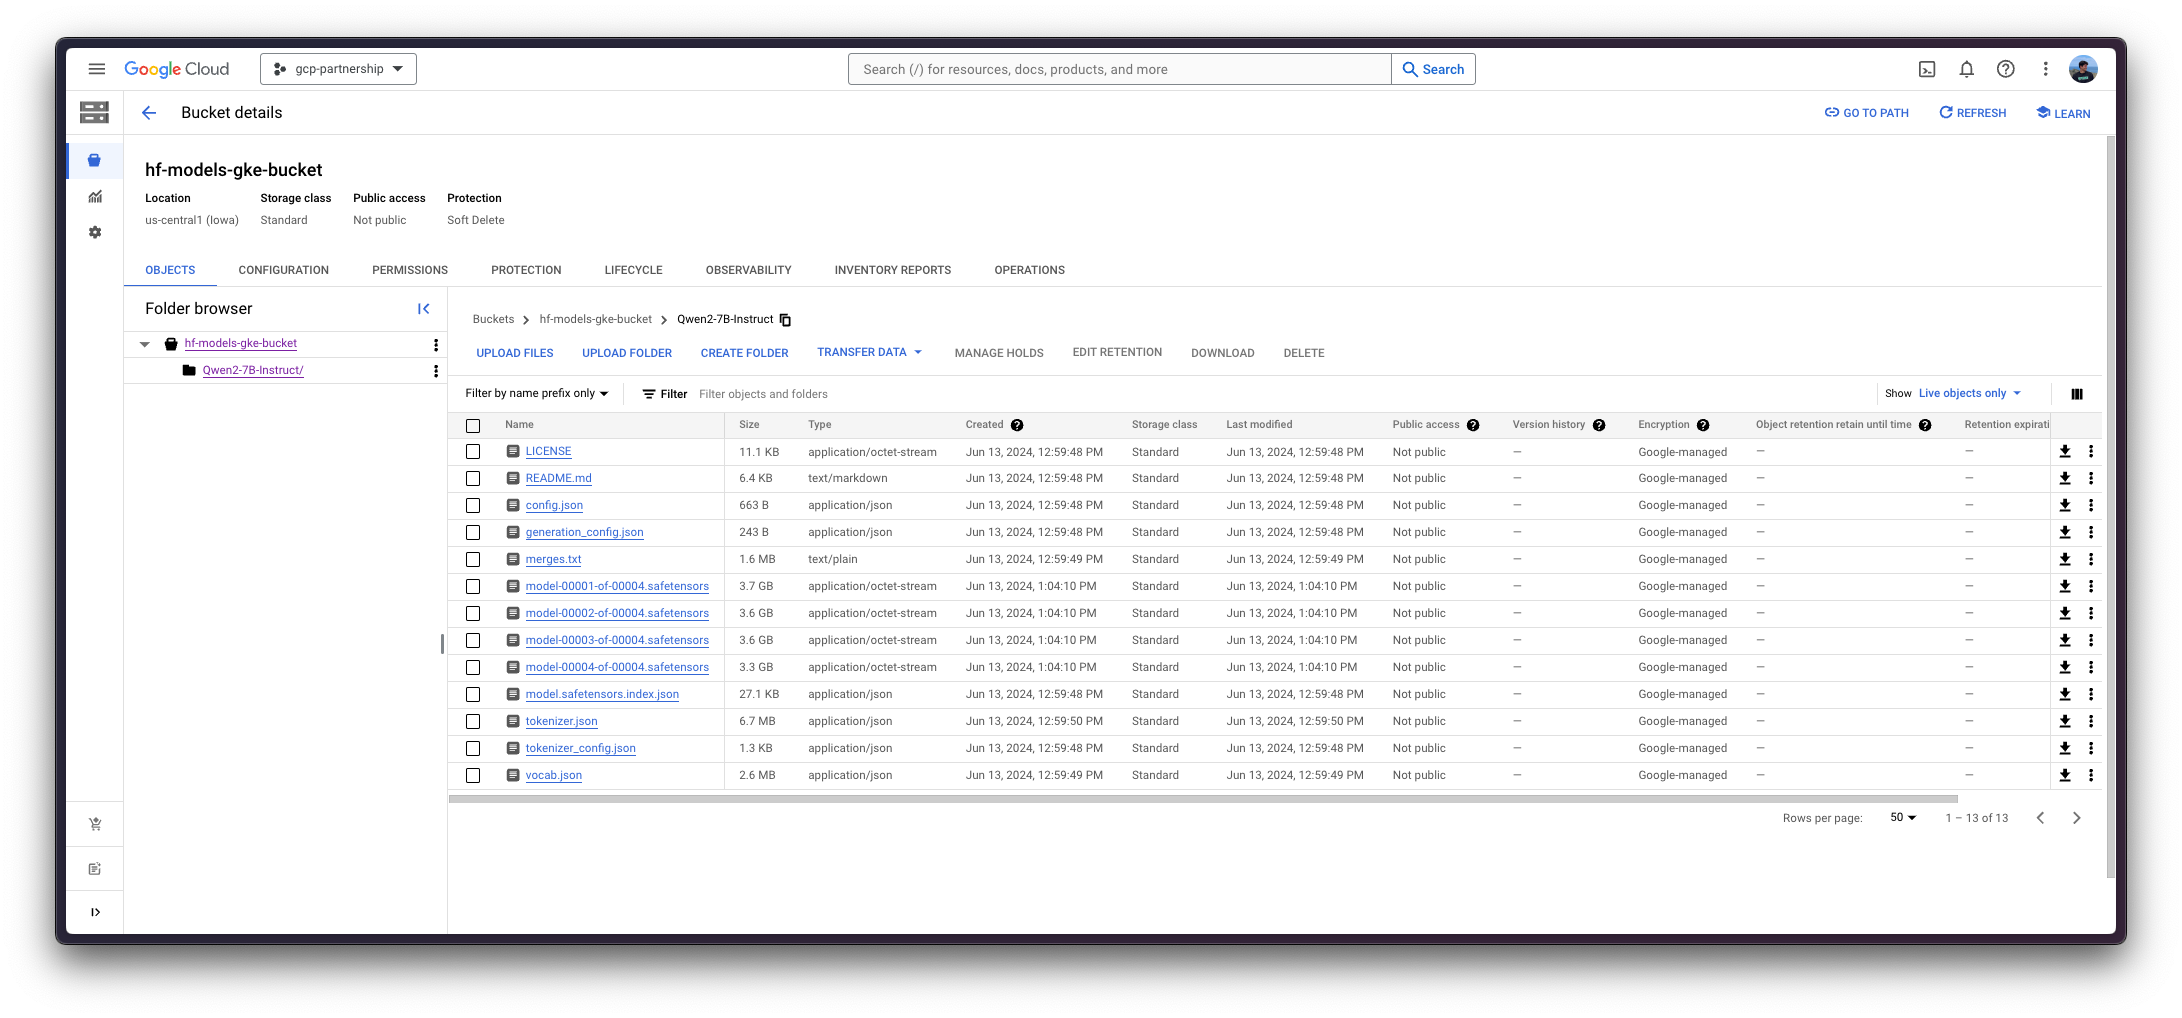 Google Cloud
gcp-partnership
Search (/) for resources, docs, products, and more
Search
Bucket details
GO TO PATH
REFRESH
LEARN
hf-models-gke-bucket
Location Storage class Public access Protection
us-central1 (Iowa) Standard Not public Soft Delete
OBJECTS CONFIGURATION PERMISSIONS PROTECTION LIFECYCLE OBSERVABILITY INVENTORY REPORTS OPERATIONS
Folder browser
hf-models-gke-bucket
Qwen2-7B-Instruct/
Buckets hf-models-gke-bucket Qwen2-7B-Instruct
UPLOAD FILES UPLOAD FOLDER CREATE FOLDER TRANSFER DATA MANAGE HOLDS EDIT RETENTION DOWNLOAD DELETE
Filter by name prefix only Filter Filter objects and folders Show Live objects only
Name Size Type Created Storage class Last modified Public access Version history Encryption Object retention retain until time Retention expirati
LICENSE 11.1 KB application/octet-stream Jun 13, 2024, 12:59:48 PM Standard Jun 13, 2024, 12:59:48 PM Not public — Google-managed — —
README.md 6.4 KB text/markdown Jun 13, 2024, 12:59:48 PM Standard Jun 13, 2024, 12:59:48 PM Not public — Google-managed — —
config.json 663 B application/json Jun 13, 2024, 12:59:48 PM Standard Jun 13, 2024, 12:59:48 PM Not public — Google-managed — —
generation_config.json 243 B application/json Jun 13, 2024, 12:59:48 PM Standard Jun 13, 2024, 12:59:48 PM Not public — Google-managed — —
merges.txt 1.6 MB text/plain Jun 13, 2024, 12:59:49 PM Standard Jun 13, 2024, 12:59:49 PM Not public — Google-managed — —
model-00001-of-00004.safetensors 3.7 GB application/octet-stream Jun 13, 2024, 1:04:10 PM Standard Jun 13, 2024, 1:04:10 PM Not public — Google-managed — —
model-00002-of-00004.safetensors 3.6 GB application/octet-stream Jun 13, 2024, 1:04:10 PM Standard Jun 13, 2024, 1:04:10 PM Not public — Google-managed — —
model-00003-of-00004.safetensors 3.6 GB application/octet-stream Jun 13, 2024, 1:04:10 PM Standard Jun 13, 2024, 1:04:10 PM Not public — Google-managed — —
model-00004-of-00004.safetensors 3.3 GB application/octet-stream Jun 13, 2024, 1:04:10 PM Standard Jun 13, 2024, 1:04:10 PM Not public — Google-managed — —
model.safetensors.index.json 27.1 KB application/json Jun 13, 2024, 12:59:48 PM Standard Jun 13, 2024, 12:59:48 PM Not public — Google-managed — —
tokenizer.json 6.7 MB application/json Jun 13, 2024, 12:59:50 PM Standard Jun 13, 2024, 12:59:50 PM Not public — Google-managed — —
tokenizer_config.json 1.3 KB application/json Jun 13, 2024, 12:59:48 PM Standard Jun 13, 2024, 12:59:48 PM Not public — Google-managed — —
vocab.json 2.6 MB application/json Jun 13, 2024, 12:59:49 PM Standard Jun 13, 2024, 12:59:49 PM Not public — Google-managed — —
Rows per page: 50 1 – 13 of 13